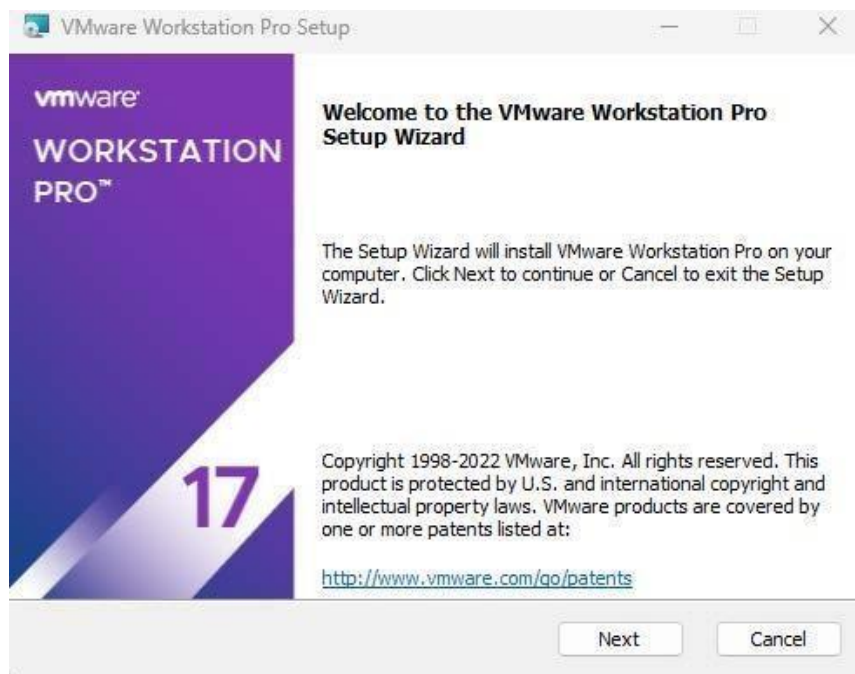 VMware Workstation Pro Setup
vmware®
WORKSTATION
PRO™
17
Welcome to the VMware Workstation Pro
Setup Wizard
The Setup Wizard will install VMware Workstation Pro on your
computer. Click Next to continue or Cancel to exit the Setup
Wizard.
Copyright 1998-2022 VMware, Inc. All rights reserved. This
product is protected by U.S. and international copyright and
intellectual property laws. VMware products are covered by
one or more patents listed at:
http://www.vmware.com/go/patents
Next
Cancel